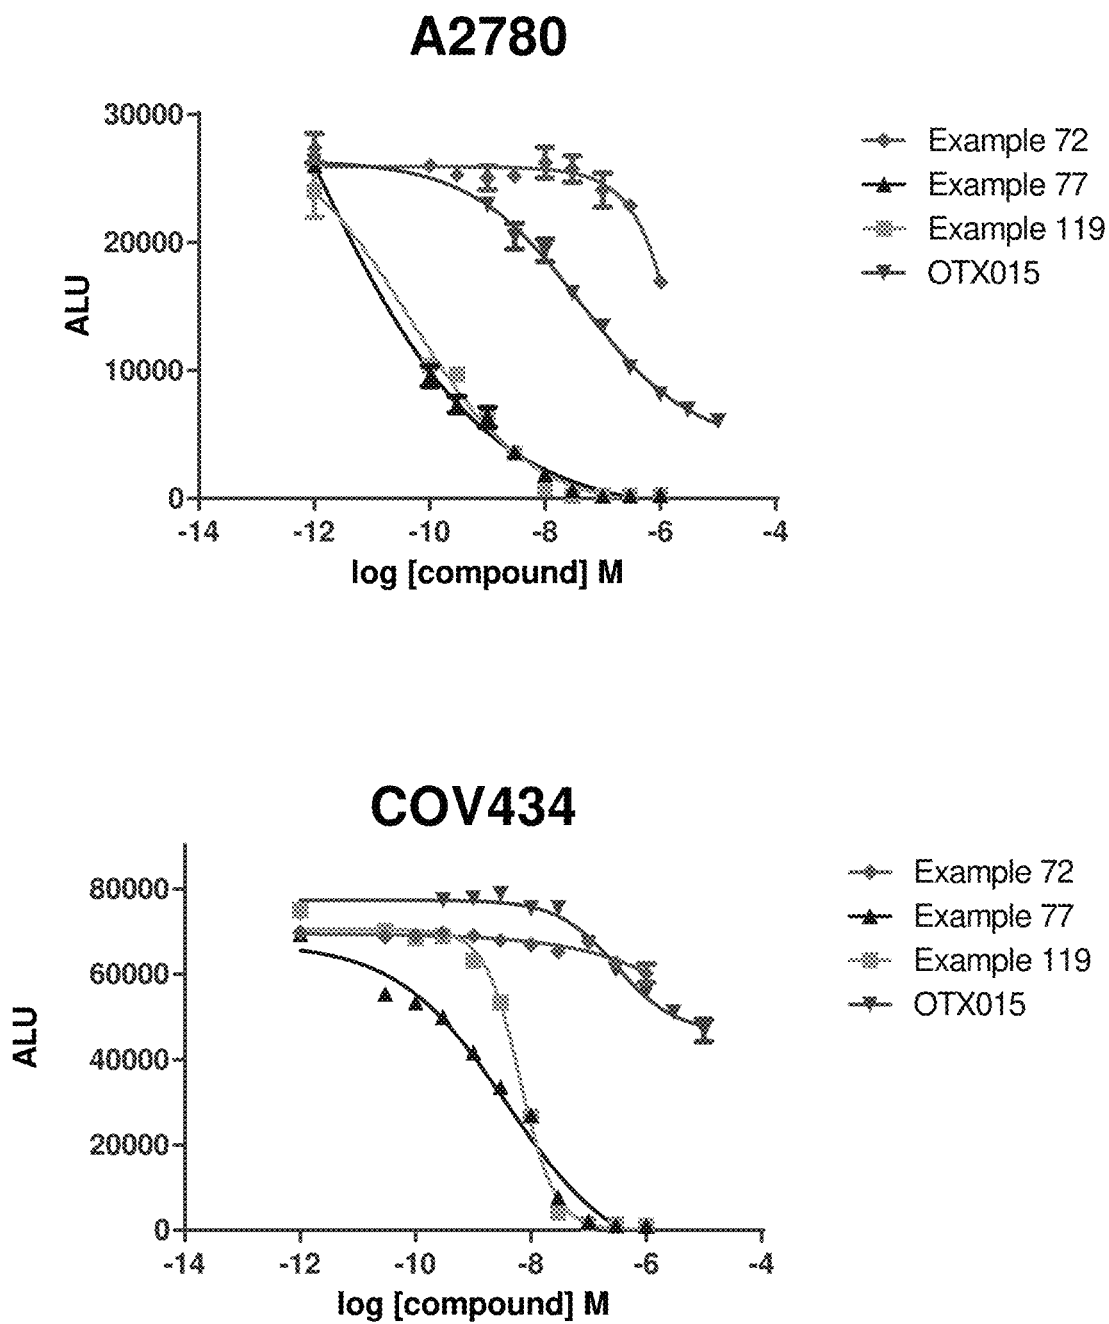 A2780
30000
20000
10000
0
ALU
-14 -12 -10 -8 -6 -4
log [compound] M
Example 72
Example 77
Example 119
OTX015
COV434
80000
60000
40000
20000
0
ALU
-14 -12 -10 -8 -6 -4
log [compound] M
Example 72
Example 77
Example 119
OTX015